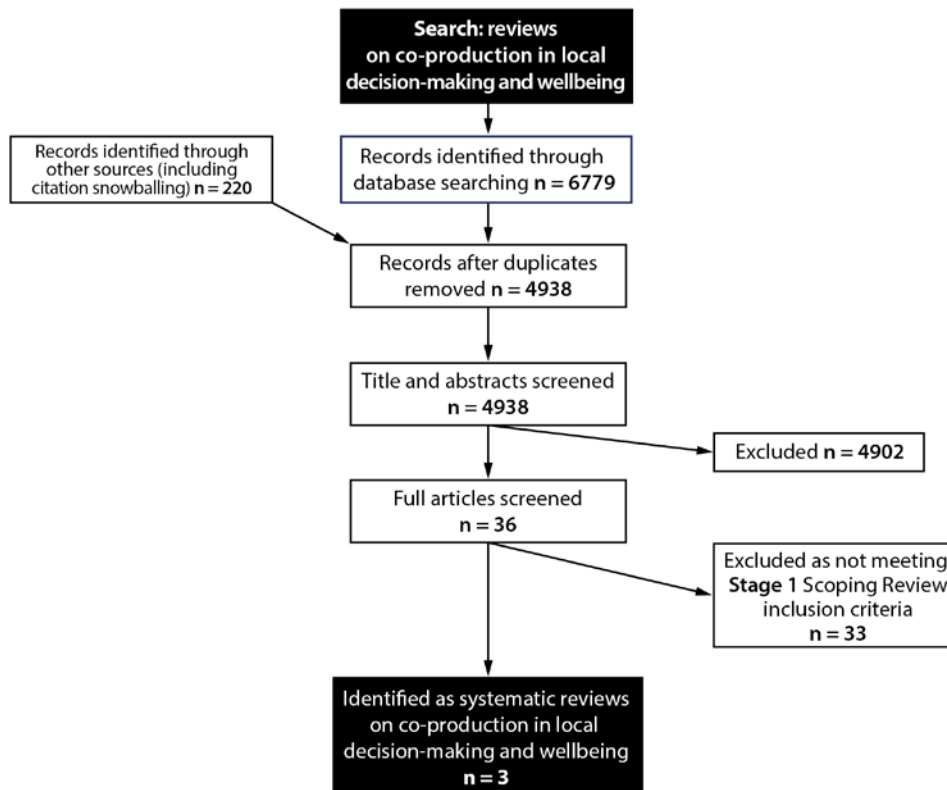 Search: reviews
on co-production in local
decision-making and wellbeing
Records identified through
other sources (including
citation snowballing) n = 220
Records identified through
database searching n = 6779
Records after duplicates
removed n = 4938
Title and abstracts screened
n = 4938
Excluded n = 4902
Full articles screened
n = 36
Excluded as not meeting
Stage 1 Scoping Review
inclusion criteria
n = 33
Identified as systematic reviews
on co-production in local
decision-making and wellbeing
n = 3